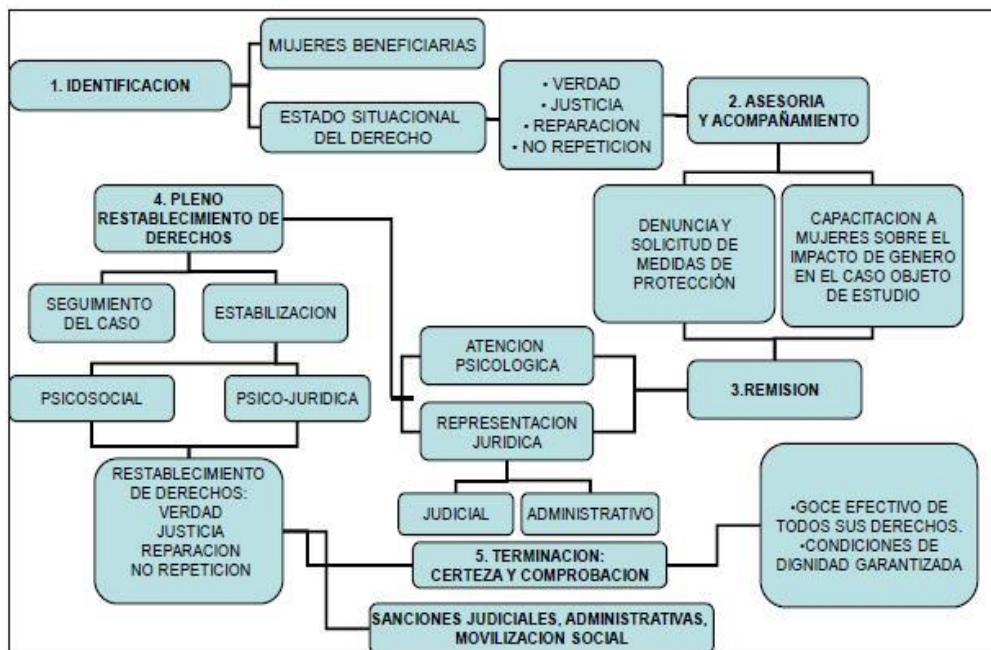 1. IDENTIFICACION
MUJERES BENEFICIARIAS
ESTADO SITUACIONAL
DEL DERECHO
• VERDAD
• JUSTICIA
• REPARACION
• NO REPETICION
2. ASESORIA
Y ACOMPAÑAMIENTO
DENUNCIA Y
SOLICITUD DE
MEDIDAS DE
PROTECCIÓN
CAPACITACION A
MUJERES SOBRE EL
IMPACTO DE GENERO
EN EL CASO OBJETO
DE ESTUDIO
3.REMISION
ATENCION
PSICOLOGICA
REPRESENTACION
JURIDICA
JUDICIAL
ADMINISTRATIVO
4. PLENO
RESTABLECIMIENTO DE
DERECHOS
SEGUIMIENTO
DEL CASO
ESTABILIZACION
PSICOSOCIAL
PSICO-JURIDICA
RESTABLECIMIENTO
DE DERECHOS:
VERDAD
JUSTICIA
REPARACION
NO REPETICION
5. TERMINACION:
CERTEZA Y COMPROBACION
•GOCE EFECTIVO DE
TODOS SUS DERECHOS.
•CONDICIONES DE
DIGNIDAD GARANTIZADA
SANCIONES JUDICIALES, ADMINISTRATIVAS,
MOVILIZACION SOCIAL